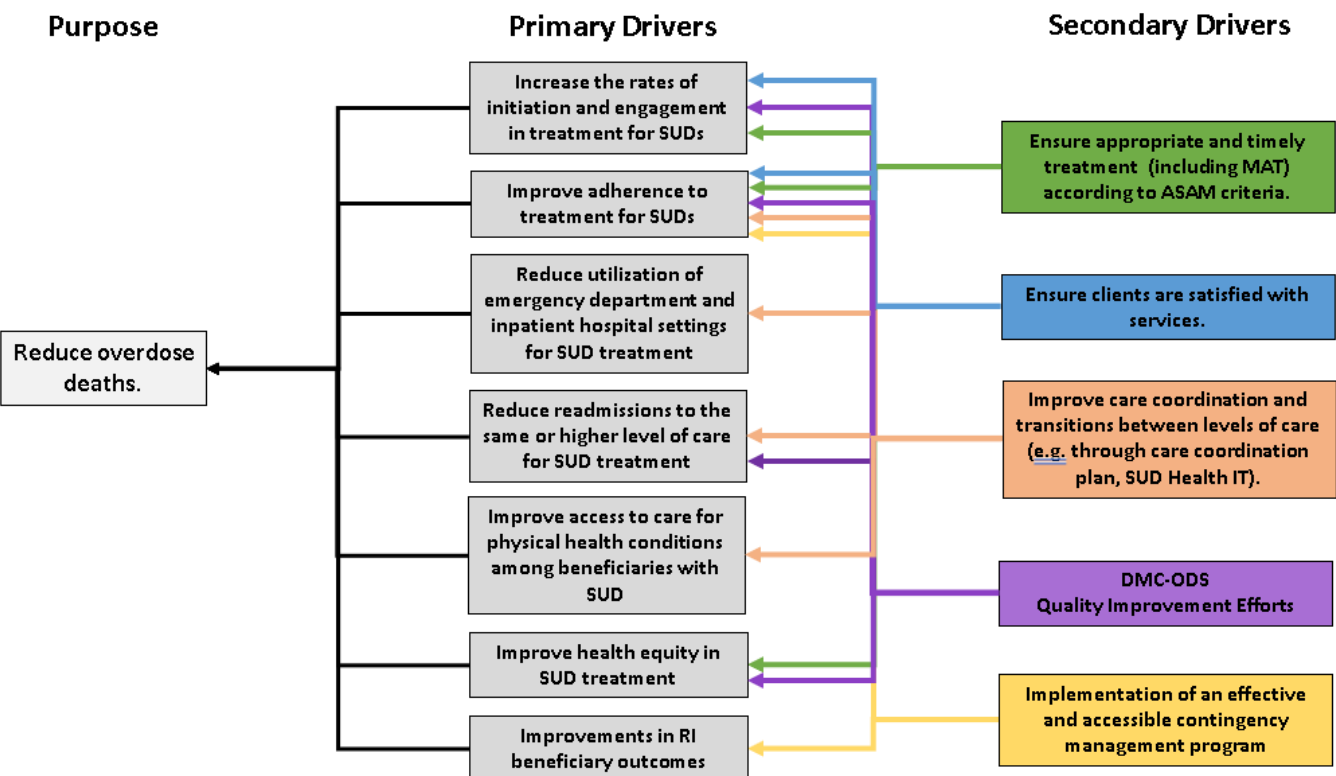 Purpose
Primary Drivers
Secondary Drivers
Increase the rates of
initiation and engagement
in treatment for SUDs
Improve adherence to
treatment for SUDs
Reduce utilization of
emergency department and
inpatient hospital settings
for SUD treatment
Reduce overdose
deaths.
Reduce readmissions to the
same or higher level of care
for SUD treatment
Improve access to care for
physical health conditions
among beneficiaries with
SUD
Improve health equity in
SUD treatment
Improvements in RI
beneficiary outcomes
Ensure appropriate and timely
treatment (including MAT)
according to ASAM criteria.
Ensure clients are satisfied with
services.
Improve care coordination and
transitions between levels of care
(e.g. through care coordination
plan, SUD Health IT).
DMC-ODS
Quality Improvement Efforts
Implementation of an effective
and accessible contingency
management program